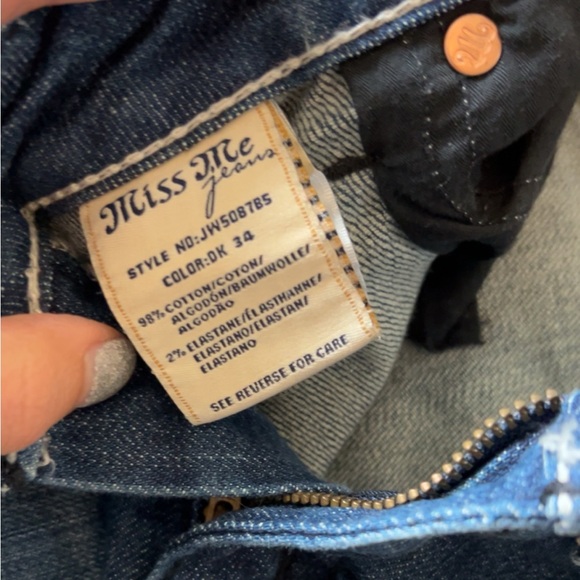 Miss Me
jeans
STYLE NO:JW5087B5
COLOR:DK 34
98% COTTON/COTON/
ALGODÓN/BAUMWOLLE/
ALGODÃO
2% ELASTANE/ÉLASTHANNE/
ELASTANO/ELASTAN/
ELASTANO
SEE REVERSE FOR CARE
M